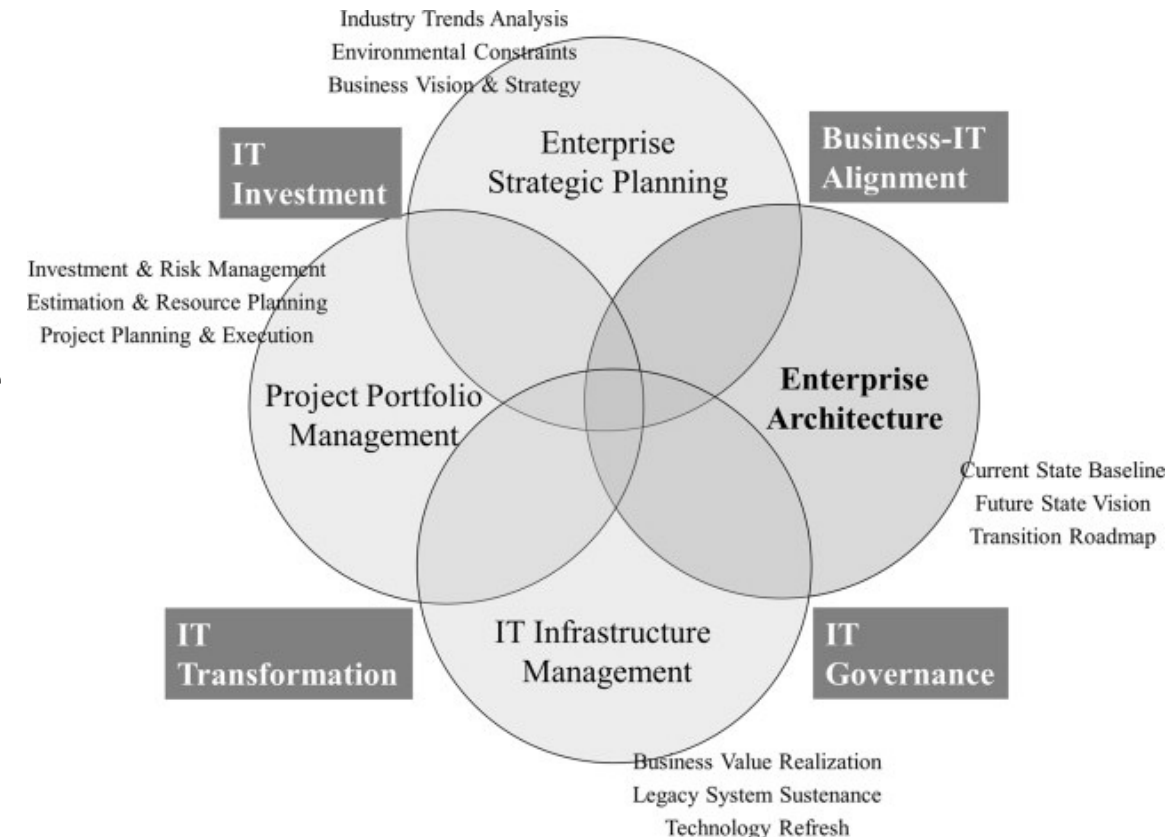 Industry Trends Analysis
Environmental Constraints
Business Vision & Strategy
IT
Investment
Enterprise
Strategic Planning
Business-IT
Alignment
Investment & Risk Management
Estimation & Resource Planning
Project Planning & Execution
Project Portfolio
Management
Enterprise
Architecture
Current State Baseline
Future State Vision
Transition Roadmap
IT
Transformation
IT Infrastructure
Management
IT
Governance
Business Value Realization
Legacy System Sustenance
Technology Refresh